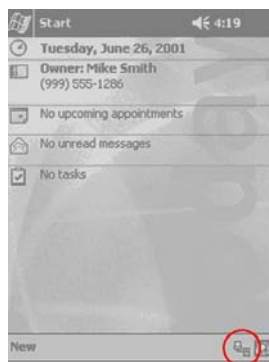 Start 4:19
Tuesday, June 26, 2001
Owner: Mike Smith
(999) 555-1286
No upcoming appointments
No unread messages
No tasks
New